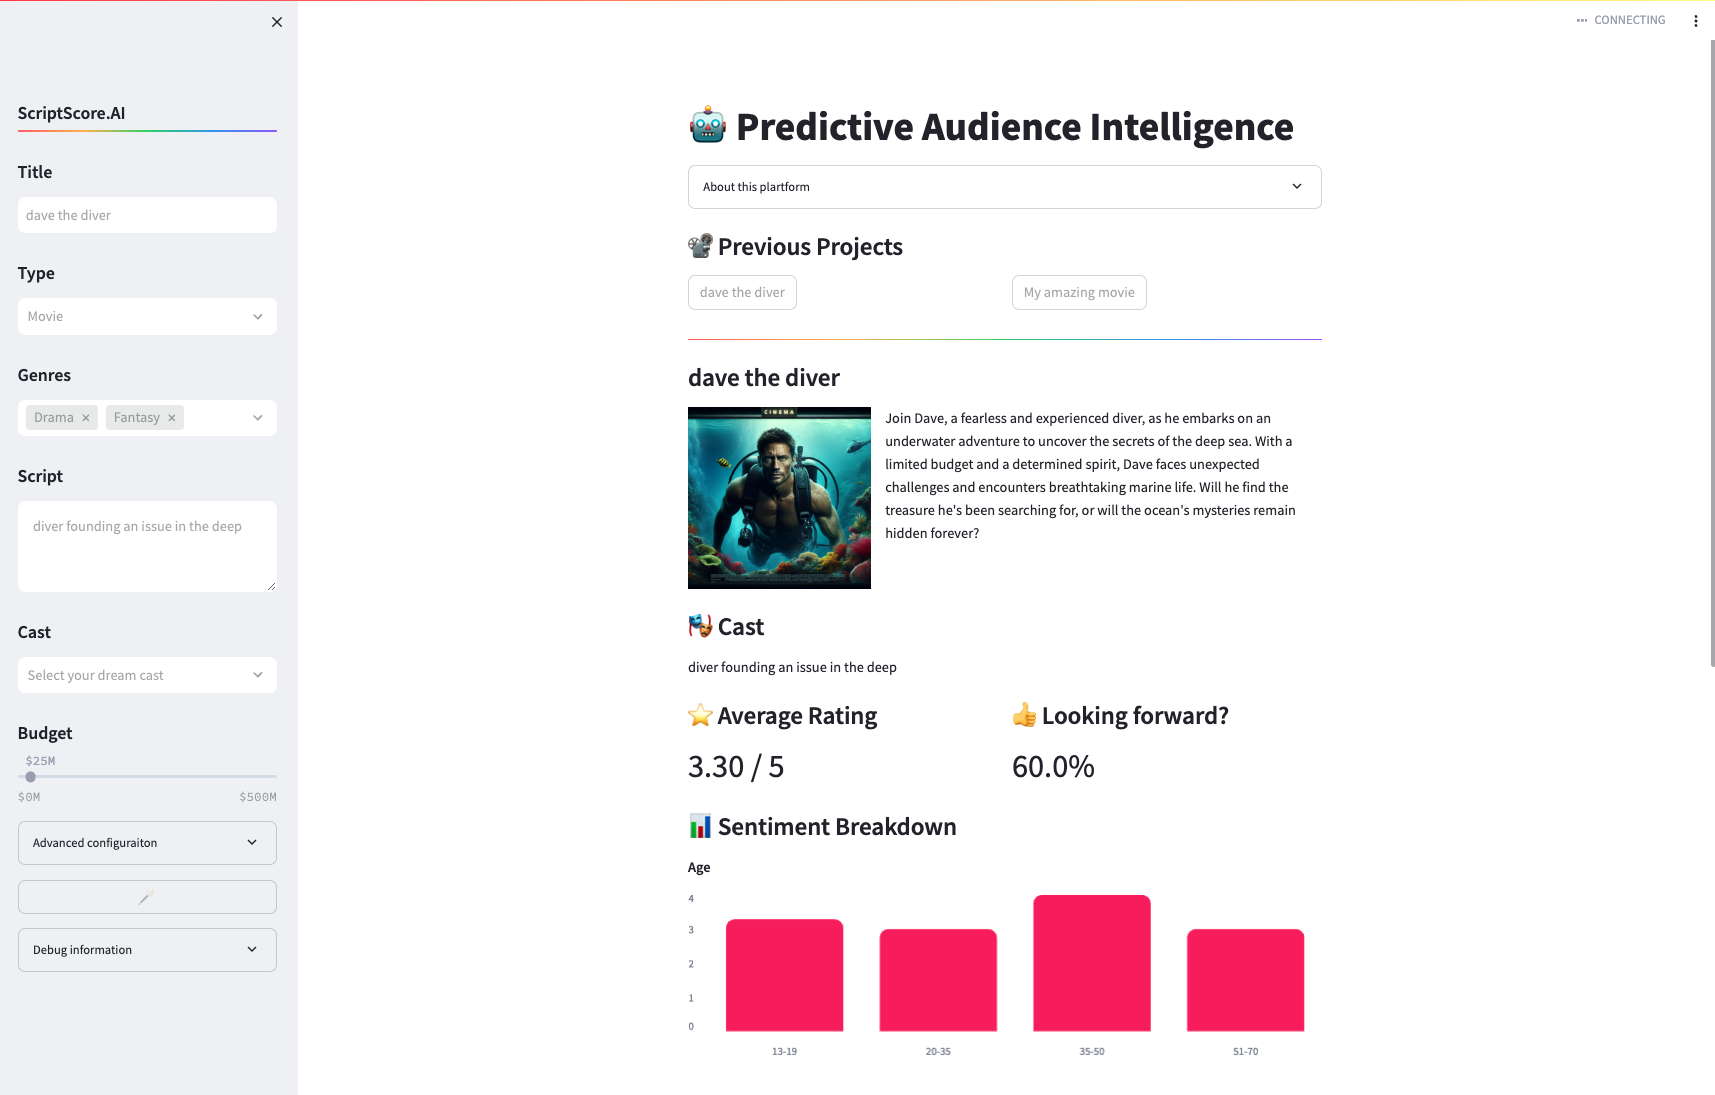 CONNECTING
ScriptScore.AI
Title
dave the diver
Type
Movie
Genres
Drama
Fantasy
Script
diver founding an issue in the deep
Cast
Select your dream cast
Budget
$25M
$0M
$500M
Advanced configuraiton
Debug information
Predictive Audience Intelligence
About this plartform
Previous Projects
dave the diver
My amazing movie
dave the diver
CINEMA
Join Dave, a fearless and experienced diver, as he embarks on an
underwater adventure to uncover the secrets of the deep sea. With a
limited budget and a determined spirit, Dave faces unexpected
challenges and encounters breathtaking marine life. Will he find the
treasure he's been searching for, or will the ocean's mysteries remain
hidden forever?
Cast
diver founding an issue in the deep
Average Rating
3.30 / 5
Looking forward?
60.0%
Sentiment Breakdown
Age
4
3
2
1
0
13-19
20-35
35-50
51-70